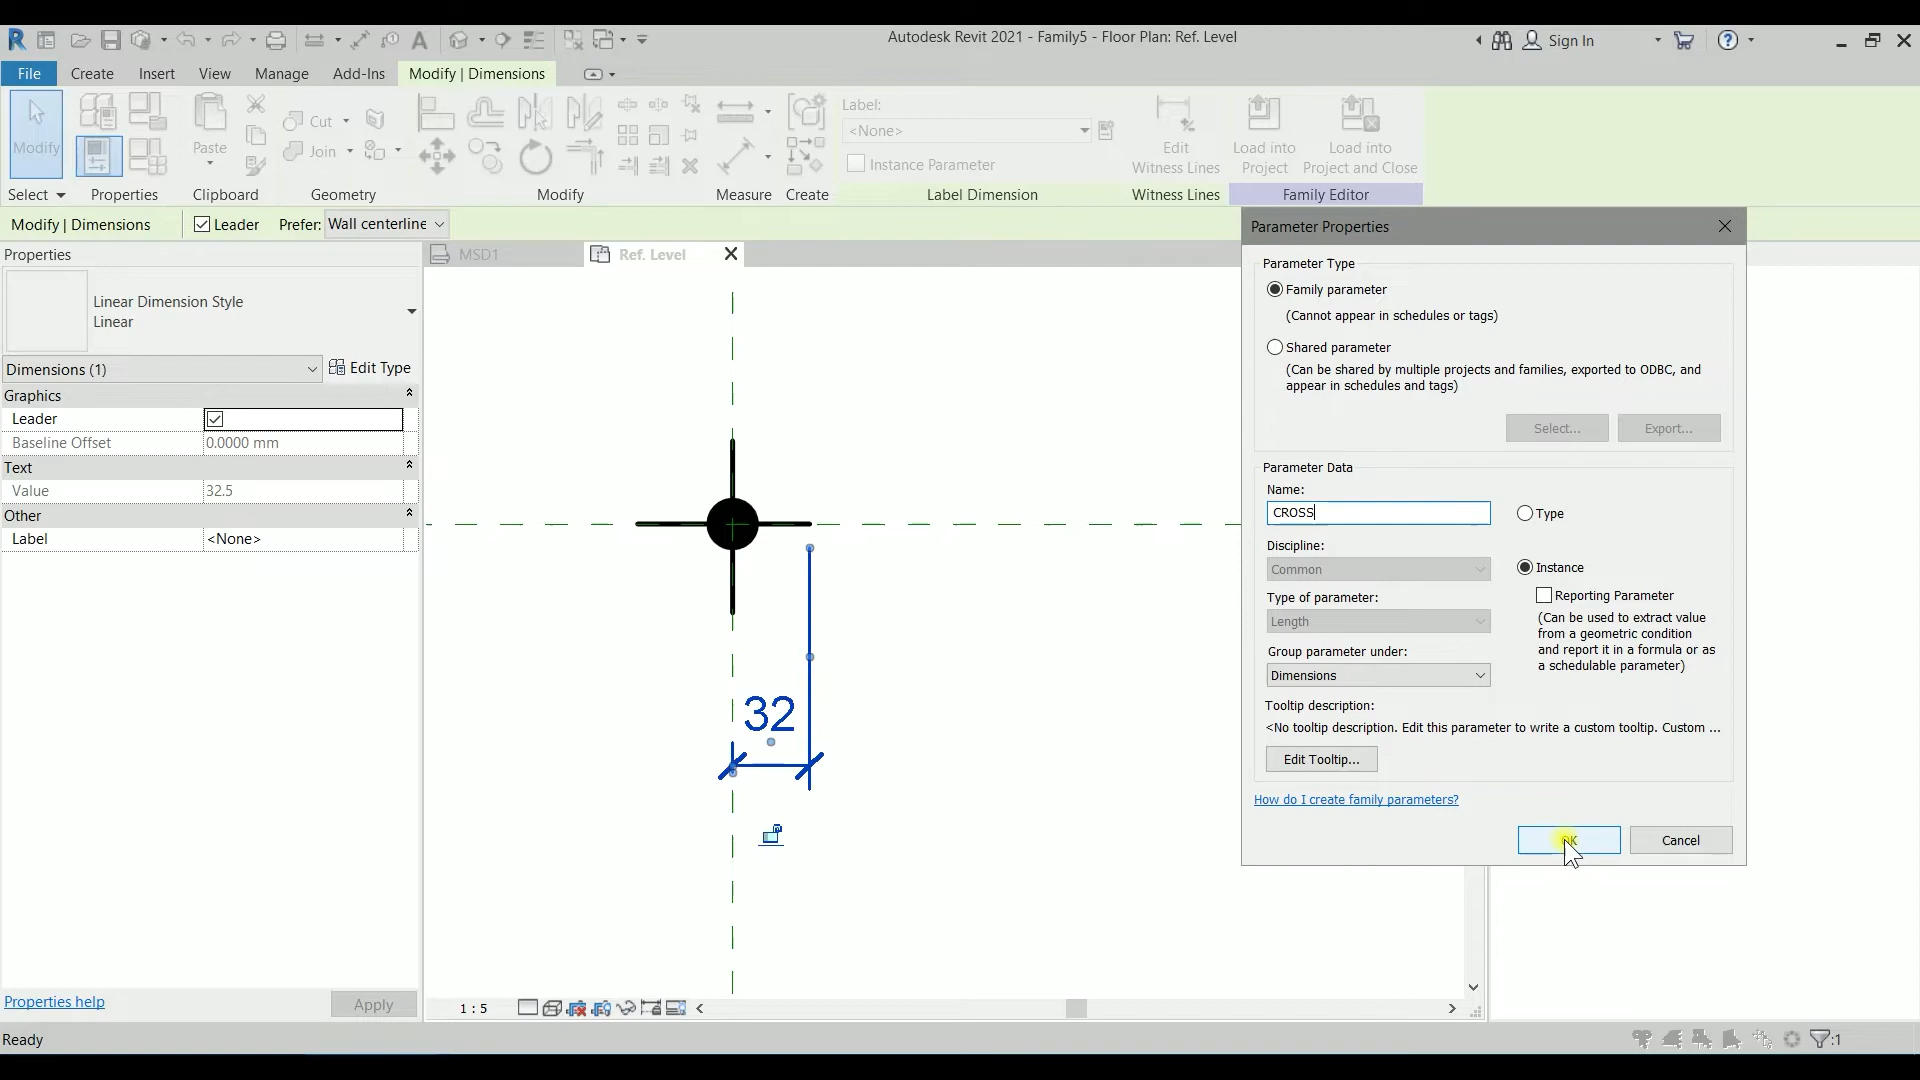 Autodesk Revit 2021 - Family5 - Floor Plan: Ref. Level
Sign In
File Create Insert View Manage Add-Ins Modify | Dimensions
Modify
Paste
Cut
Join
Label:
<None>
Instance Parameter
Edit
Witness Lines
Load into
Project
Load into
Project and Close
Select Properties Clipboard Geometry Modify Measure Create Label Dimension Witness Lines Family Editor
Modify | Dimensions Leader Prefer: Wall centerline
Properties
Linear Dimension Style
Linear
Dimensions (1) Edit Type
Graphics
Leader
Baseline Offset 0.0000 mm
Text
Value 32.5
Other
Label <None>
Properties help Apply
Ready
MSD1 Ref. Level
32
1 : 5
Parameter Properties
Parameter Type
Family parameter
(Cannot appear in schedules or tags)
Shared parameter
(Can be shared by multiple projects and families, exported to ODBC, and
appear in schedules and tags)
Select... Export...
Parameter Data
Name:
CROSS
Type
Discipline:
Common
Instance
Type of parameter:
Length
Reporting Parameter
(Can be used to extract value
from a geometric condition
and report it in a formula or as
a schedulable parameter)
Group parameter under:
Dimensions
Tooltip description:
<No tooltip description. Edit this parameter to write a custom tooltip. Custom ...
Edit Tooltip...
How do I create family parameters?
OK Cancel
:1